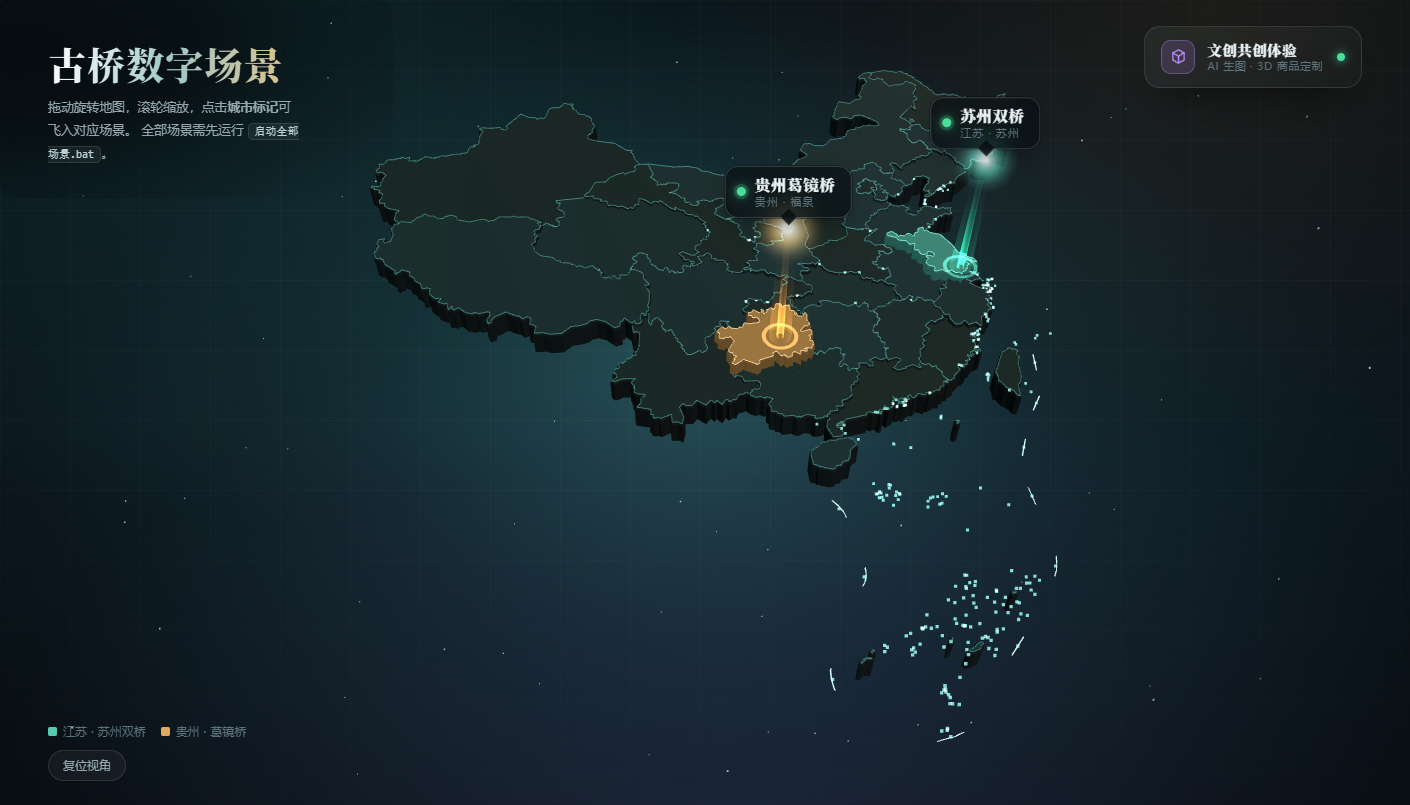 古桥数字场景
拖动旋转地图，滚轮缩放，点击城市标记可
飞入对应场景。 全部场景需先运行 启动全部
场景.bat 。
文创共创体验
AI 生图 · 3D 商品定制
苏州双桥
江苏 · 苏州
贵州葛镜桥
贵州 · 福泉
江苏 · 苏州双桥
贵州 · 葛镜桥
复位视角